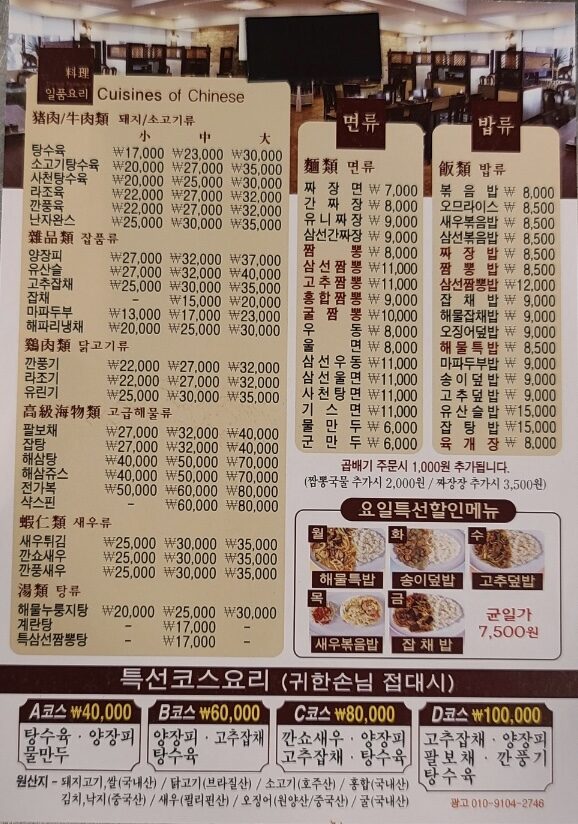 料理
일품요리 Cuisines of Chinese
猪肉/牛肉類 돼지/소고기류
小 中 大
탕수육 ₩17,000 ₩23,000 ₩30,000
소고기탕수육 ₩20,000 ₩27,000 ₩35,000
사천탕수육 ₩20,000 ₩25,000 ₩30,000
라조육 ₩22,000 ₩27,000 ₩32,000
깐풍육 ₩22,000 ₩27,000 ₩32,000
난자완스 ₩25,000 ₩30,000 ₩35,000
雜品類 잡품류
양장피 ₩27,000 ₩32,000 ₩37,000
유산슬 ₩27,000 ₩32,000 ₩40,000
고추잡채 ₩25,000 ₩30,000 ₩35,000
잡채 - ₩15,000 ₩20,000
마파두부 ₩13,000 ₩17,000 ₩23,000
해파리냉채 ₩20,000 ₩25,000 ₩30,000
鷄肉類 닭고기류
깐풍기 ₩22,000 ₩27,000 ₩32,000
라조기 ₩22,000 ₩27,000 ₩32,000
유린기 ₩25,000 ₩30,000 ₩35,000
高級海物類 고급해물류
팔보채 ₩27,000 ₩32,000 ₩40,000
잡탕 ₩27,000 ₩32,000 ₩40,000
해삼탕 ₩40,000 ₩50,000 ₩70,000
해삼쥬스 ₩40,000 ₩50,000 ₩70,000
전가복 ₩50,000 ₩60,000 ₩80,000
샥스핀 - ₩60,000 ₩80,000
蝦仁類 새우류
새우튀김 ₩25,000 ₩30,000 ₩35,000
깐쇼새우 ₩25,000 ₩30,000 ₩35,000
깐풍새우 ₩25,000 ₩30,000 ₩35,000
湯類 탕류
해물누룽지탕 ₩20,000 ₩25,000 ₩30,000
계란탕 - ₩17,000 -
특삼선짬뽕탕 - ₩17,000 -
면류
麵類 면류
짜장면 ₩7,000
간짜장 ₩8,000
유니짜장 ₩9,000
삼선간짜장 ₩9,000
짬뽕 ₩8,000
삼선짬뽕 ₩11,000
고추짬뽕 ₩11,000
홍합짬뽕 ₩9,000
굴짬뽕 ₩10,000
우동 ₩8,000
울면 ₩8,000
삼선우동 ₩11,000
삼선울면 ₩11,000
사천탕면 ₩11,000
기스면 ₩11,000
물만두 ₩6,000
군만두 ₩6,000
밥류
飯類 밥류
볶음밥 ₩8,000
오므라이스 ₩8,500
새우볶음밥 ₩8,500
삼선볶음밥 ₩8,500
짜장밥 ₩8,500
짬뽕밥 ₩8,500
삼선짬뽕밥 ₩12,000
잡채밥 ₩9,000
해물잡채밥 ₩9,000
오징어덮밥 ₩9,000
해물특밥 ₩8,500
마파두부밥 ₩9,000
송이덮밥 ₩9,000
고추덮밥 ₩9,000
유산슬밥 ₩15,000
잡탕밥 ₩15,000
육개장 ₩8,000
곱배기 주문시 1,000원 추가됩니다.
(짬뽕국물 추가시 2,000원 / 짜장장 추가시 3,500원)
요일특선할인메뉴
월 화 수
해물특밥 송이덮밥 고추덮밥
목 금
새우볶음밥 잡채밥
균일가
7,500원
특선코스요리 (귀한손님 접대시)
A코스 ₩40,000
탕수육 · 양장피
물만두
B코스 ₩60,000
양장피 · 고추잡채
탕수육
C코스 ₩80,000
깐쇼새우 · 양장피
고추잡채 · 탕수육
D코스 ₩100,000
고추잡채 · 양장피
팔보채 · 깐풍기
탕수육
원산지 - 돼지고기,쌀(국내산) / 닭고기(브라질산) / 소고기(호주산) / 홍합(국내산)
김치,낙지(중국산) / 새우(필리핀산) / 오징어(원양산/중국산) / 굴(국내산)
광고 010-9104-2746